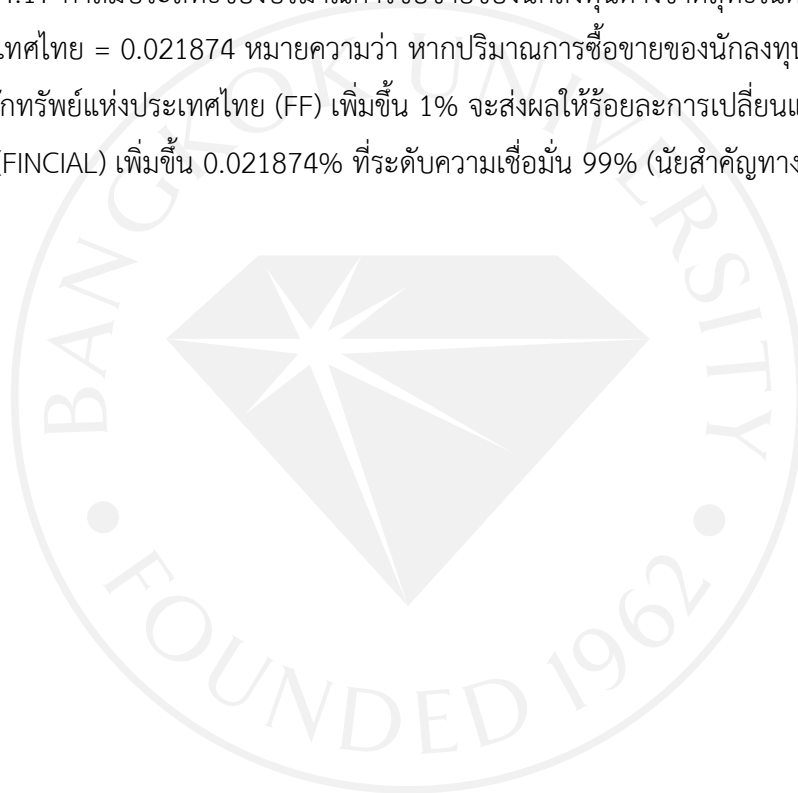 เทศไทย = 0.021874 หมายความว่า หากปริมาณการซื้อขายของนักลงทุน
กทรัพย์แห่งประเทศไทย (FF) เพิ่มขึ้น 1% จะส่งผลให้ร้อยละการเปลี่ยนแ
(FINCIAL) เพิ่มขึ้น 0.021874% ที่ระดับความเชื่อมั่น 99% (นัยสำคัญทาง
BANGKOK UNIVERSITY
FOUNDED 1962